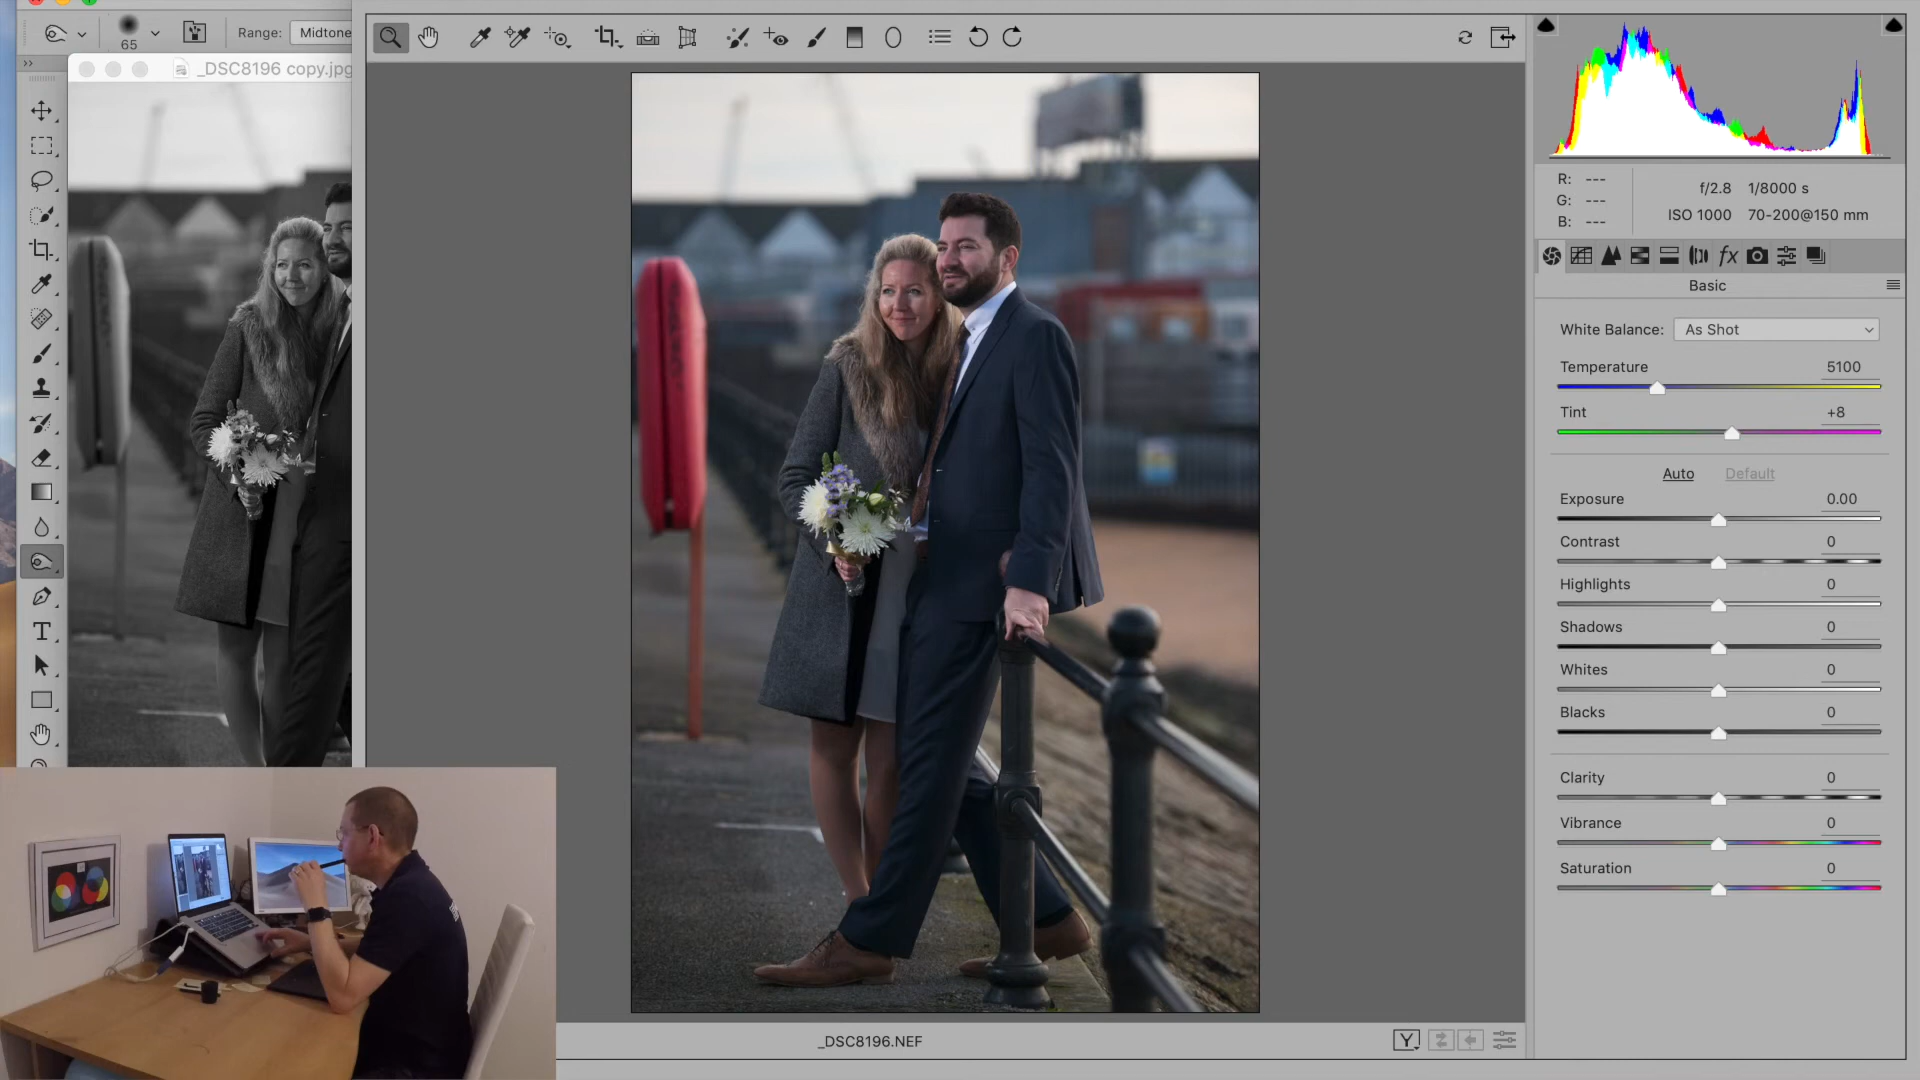 65
Range: Midtone
_DSC8196 copy.jpg
R: ---
G: ---
B: ---
f/2.8 1/8000 s
ISO 1000 70-200@150 mm
fx
Basic
White Balance: As Shot
Temperature 5100
Tint +8
Auto Default
Exposure 0.00
Contrast 0
Highlights 0
Shadows 0
Whites 0
Blacks 0
Clarity 0
Vibrance 0
Saturation 0
T
_DSC8196.NEF
Y